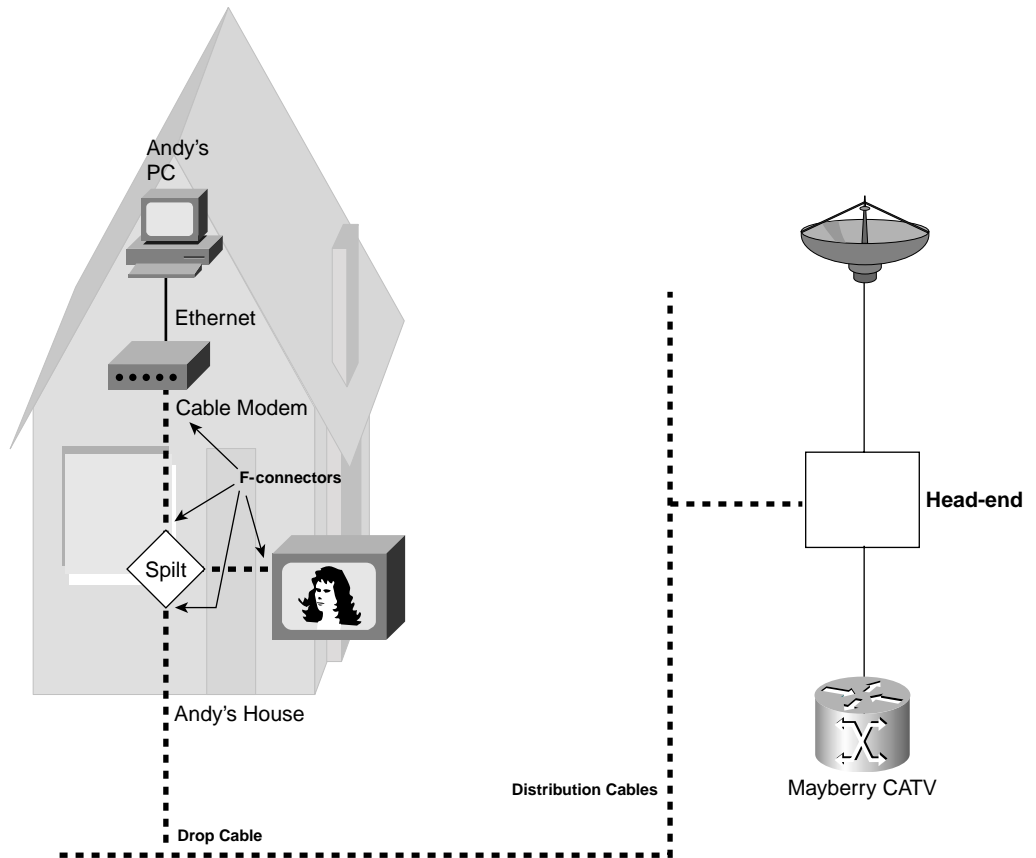 Andy's
PC
Ethernet
Cable Modem
F-connectors
Head-end
Spilt
Andy's House
Distribution Cables
Mayberry CATV
Drop Cable